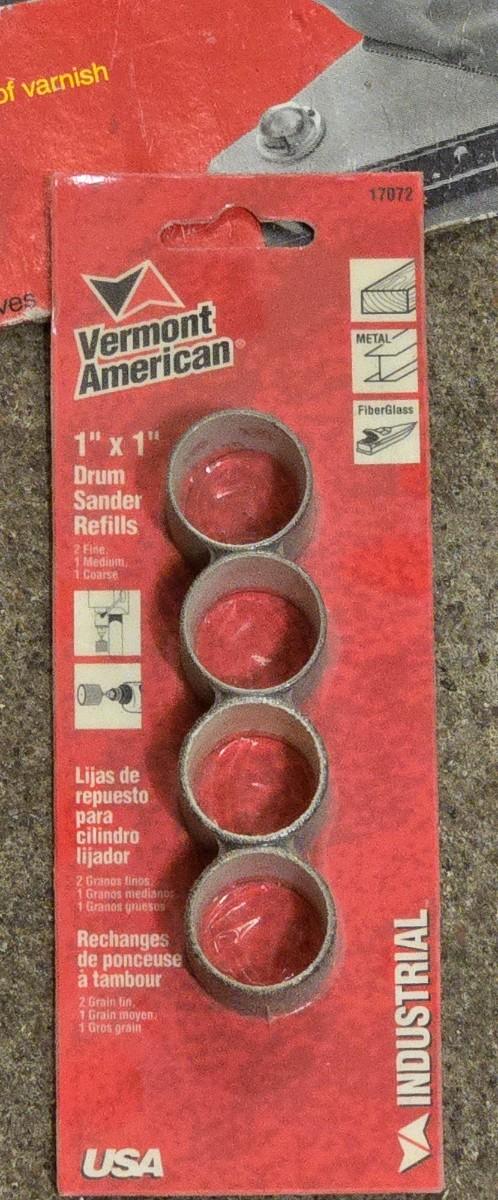 of varnish
ves
17072
Vermont
American®
METAL
FiberGlass
1" x 1"
Drum
Sander
Refills
2 Fine,
1 Medium,
1 Coarse
Lijas de
repuesto
para
cilindro
lijador
2 Granos finos,
1 Granos medianos
1 Granos gruesos
Rechanges
de ponceuse
à tambour
2 Grain fin,
1 Grain moyen,
1 Gros grain
INDUSTRIAL
USA